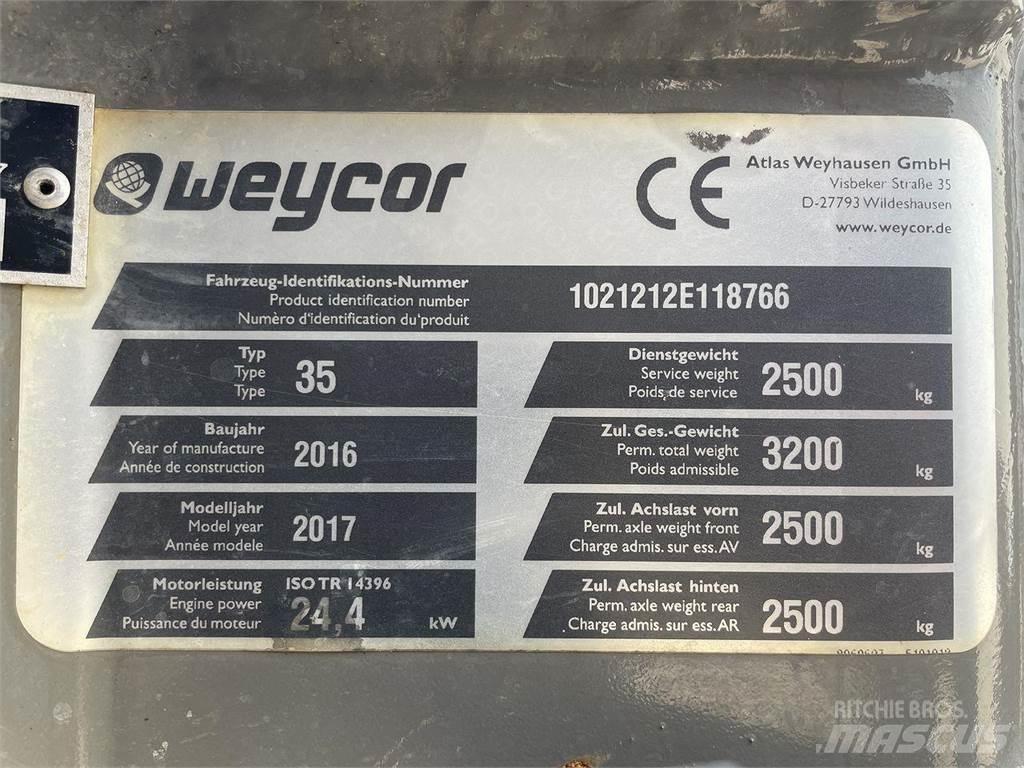 weycor
CE
Atlas Weyhausen GmbH
Visbeker Straße 35
D-27793 Wildeshausen
www.weycor.de
Fahrzeug-Identifikations-Nummer
Product identification number
Numèro d'identification du'produit
1021212E118766
Typ
Type
Type
35
Baujahr
Year of manufacture
Année de construction
2016
Modelljahr
Model year
Année modele
2017
Motorleistung
Engine power
Puissance du moteur
ISO TR 14396
24,4
kW
Dienstgewicht
Service weight
Poids de service
2500
kg
Zul. Ges.-Gewicht
Perm. total weight
Poids admissible
3200
kg
Zul. Achslast vorn
Perm. axle weight front
Charge admis. sur ess. AV
2500
kg
Zul. Achslast hinten
Perm. axle weight rear
Charge admis. sur ess. AR
2500
kg
RITCHIE BROS.
MASCUS